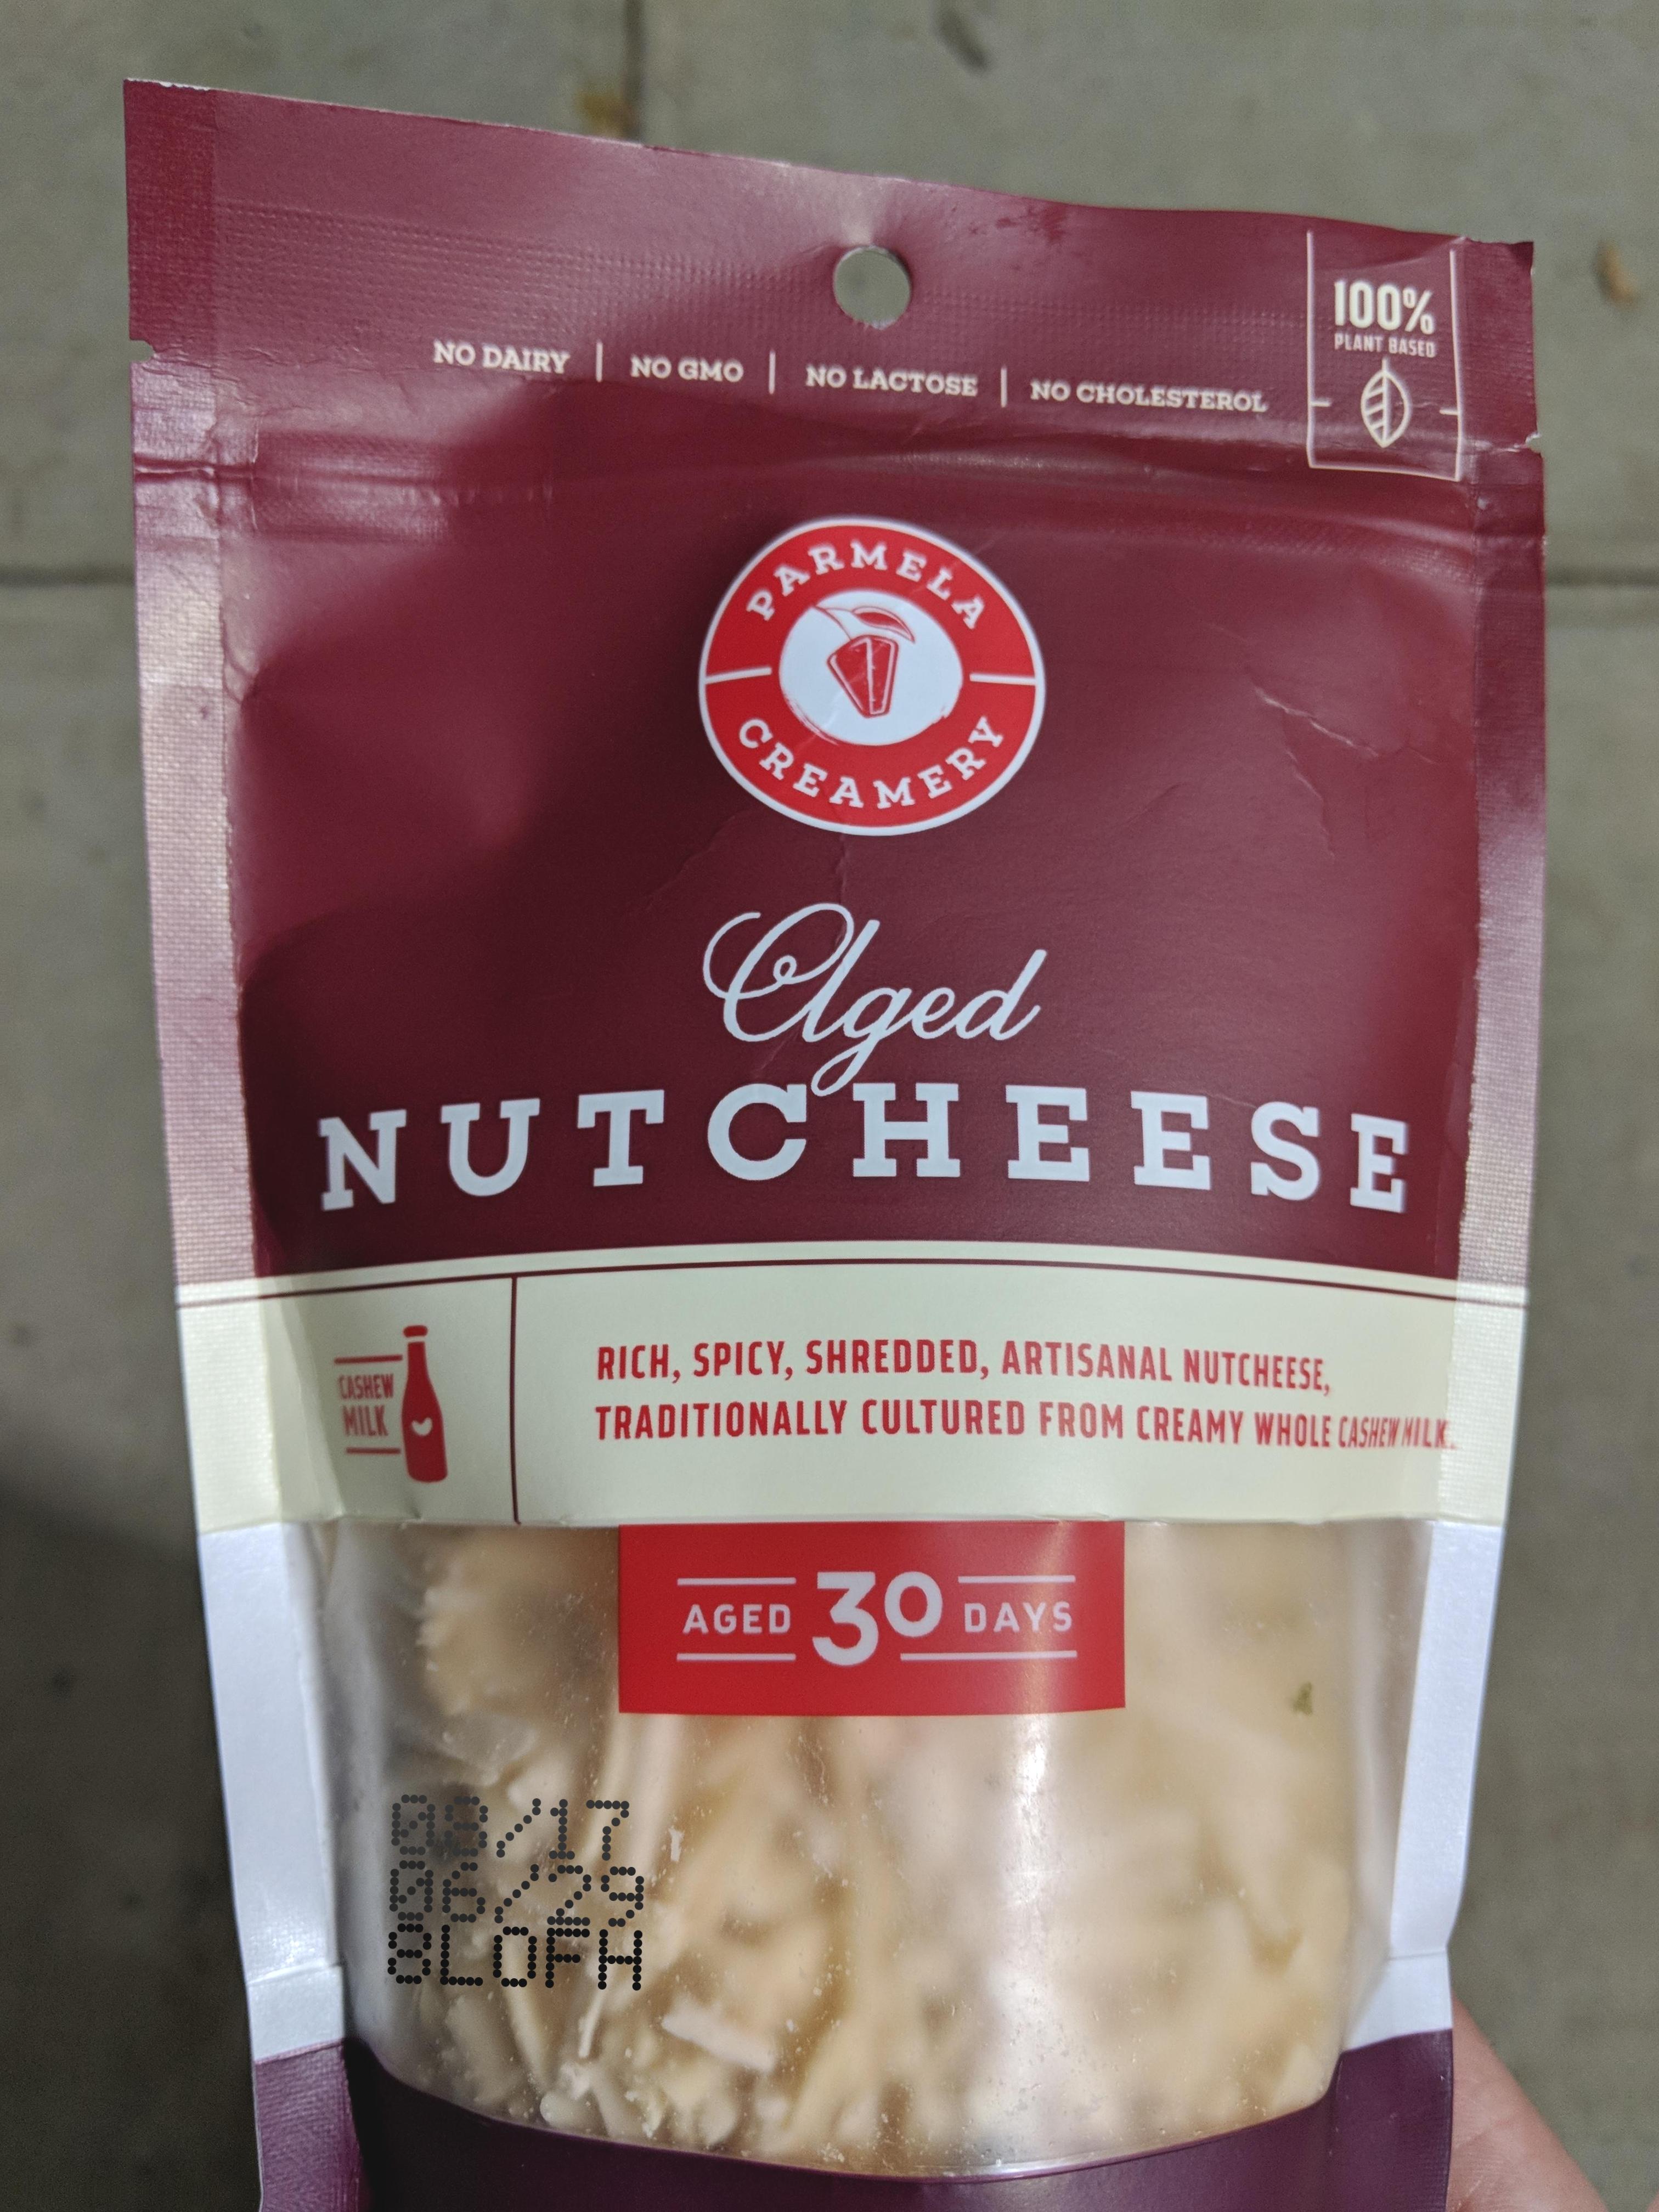 100%
PLANT BASED
NO DAIRY | NO GMO | NO LACTOSE | NO CHOLESTEROL
PARMELA
CREAMERY
Aged
NUTCHEESE
CASHEW
MILK
RICH, SPICY, SHREDDED, ARTISANAL NUTCHEESE,
TRADITIONALLY CULTURED FROM CREAMY WHOLE CASHEW MILK.
AGED 30 DAYS
08/17
06/29
8LOFH